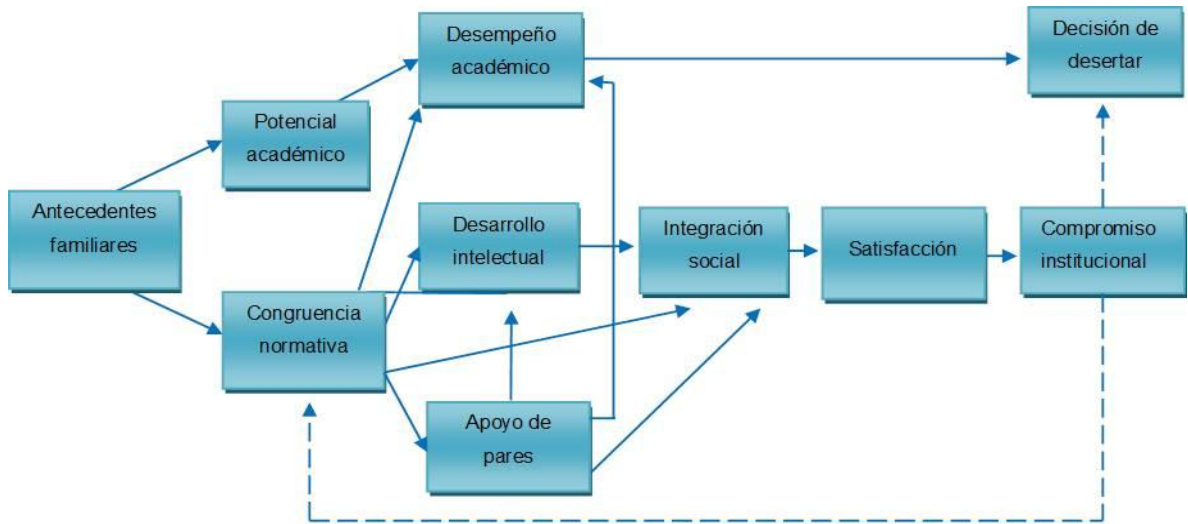 Desempeño
académico
Decisión de
desertar
Potencial
académico
Antecedentes
familiares
Desarrollo
intelectual
Integración
social
Satisfacción
Compromiso
institucional
Congruencia
normativa
Apoyo de
pares